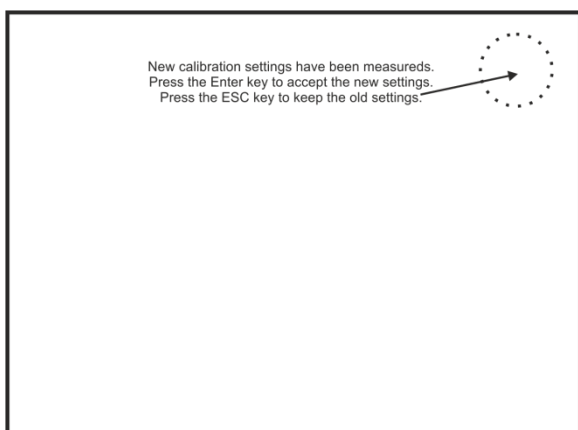 New calibration settings have been measureds.
Press the Enter key to accept the new settings.
Press the ESC key to keep the old settings.